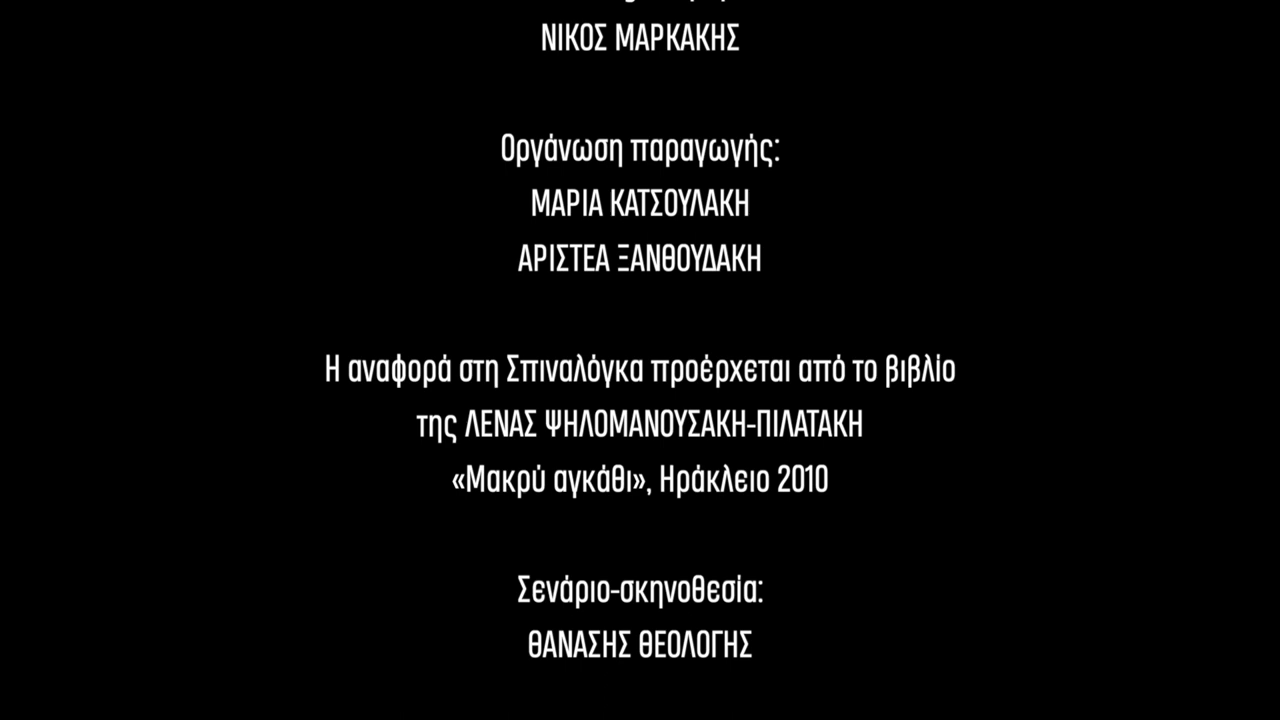 ΝΙΚΟΣ ΜΑΡΚΑΚΗΣ
Οργάνωση παραγωγής:
ΜΑΡΙΑ ΚΑΤΣΟΥΛΑΚΗ
ΑΡΙΣΤΕΑ ΞΑΝΘΟΥΔΑΚΗ
Η αναφορά στη Σπιναλόγκα προέρχεται από το βιβλίο
της ΛΕΝΑΣ ΨΗΛΟΜΑΝΟΥΣΑΚΗ-ΠΙΛΑΤΑΚΗ
«Μακρύ αγκάθι», Ηράκλειο 2010
Σενάριο-σκηνοθεσία:
ΘΑΝΑΣΗΣ ΘΕΟΛΟΓΗΣ